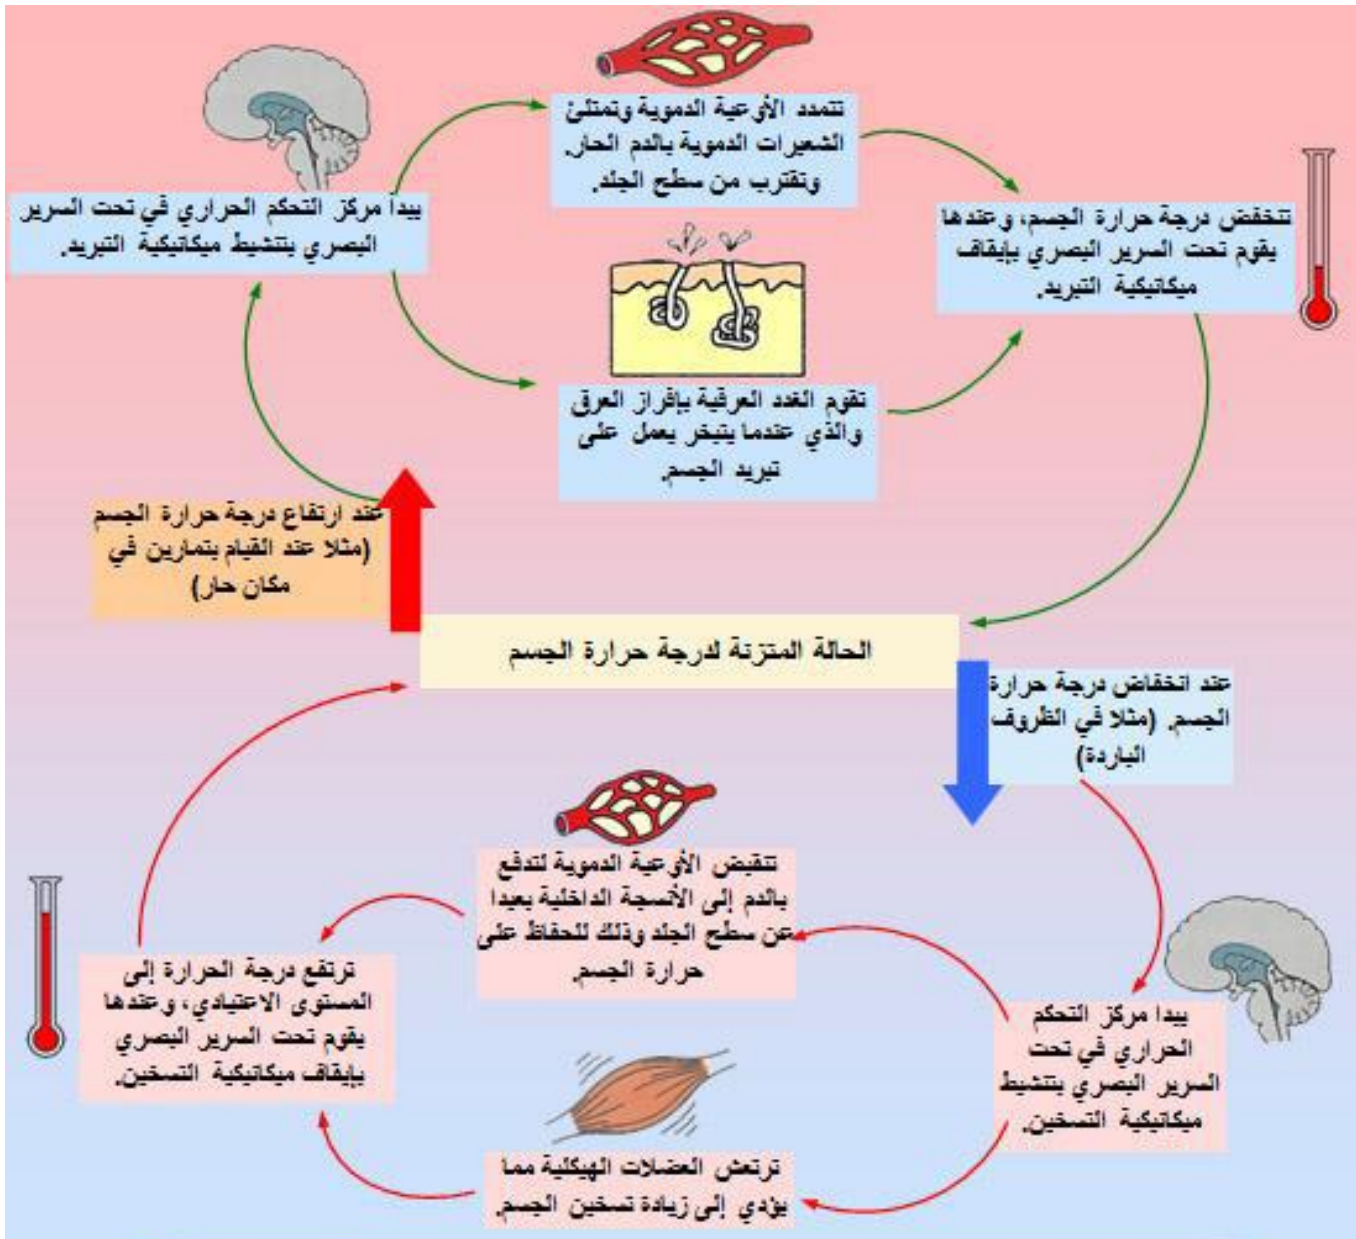 تتمدد الأوعية الدموية وتمتلئ
الشعيرات الدموية بالدم الحار.
وتقترب من سطح الجلد.
يبدا مركز التحكم الحراري في تحت السرير
البصري بتنشيط ميكانيكية التبريد.
تنخفض درجة حرارة الجسم، وعندها
يقوم تحت السرير البصري بإيقاف
ميكانيكية التبريد.
تقوم الغدد العرقية بإفراز العرق
والذي عندما يتبخر يعمل على
تبريد الجسم.
عند ارتفاع درجة حرارة الجسم
(مثلا عند القيام بتمارين في
مكان حار)
الحالة المتزنة لدرجة حرارة الجسم
عند انخفاض درجة حرارة
الجسم. (مثلا في الظروف
الباردة)
تنقبض الأوعية الدموية لتدفع
بالدم إلى الأنسجة الداخلية بعيدا
عن سطح الجلد وذلك للحفاظ على
حرارة الجسم.
ترتفع درجة الحرارة إلى
المستوى الاعتيادي، وعندها
يقوم تحت السرير البصري
بإيقاف ميكانيكية التسخين.
يبدا مركز التحكم
الحراري في تحت
السرير البصري بتنشيط
ميكانيكية التسخين.
ترتعش العضلات الهيكلية مما
يؤدي إلى زيادة تسخين الجسم.